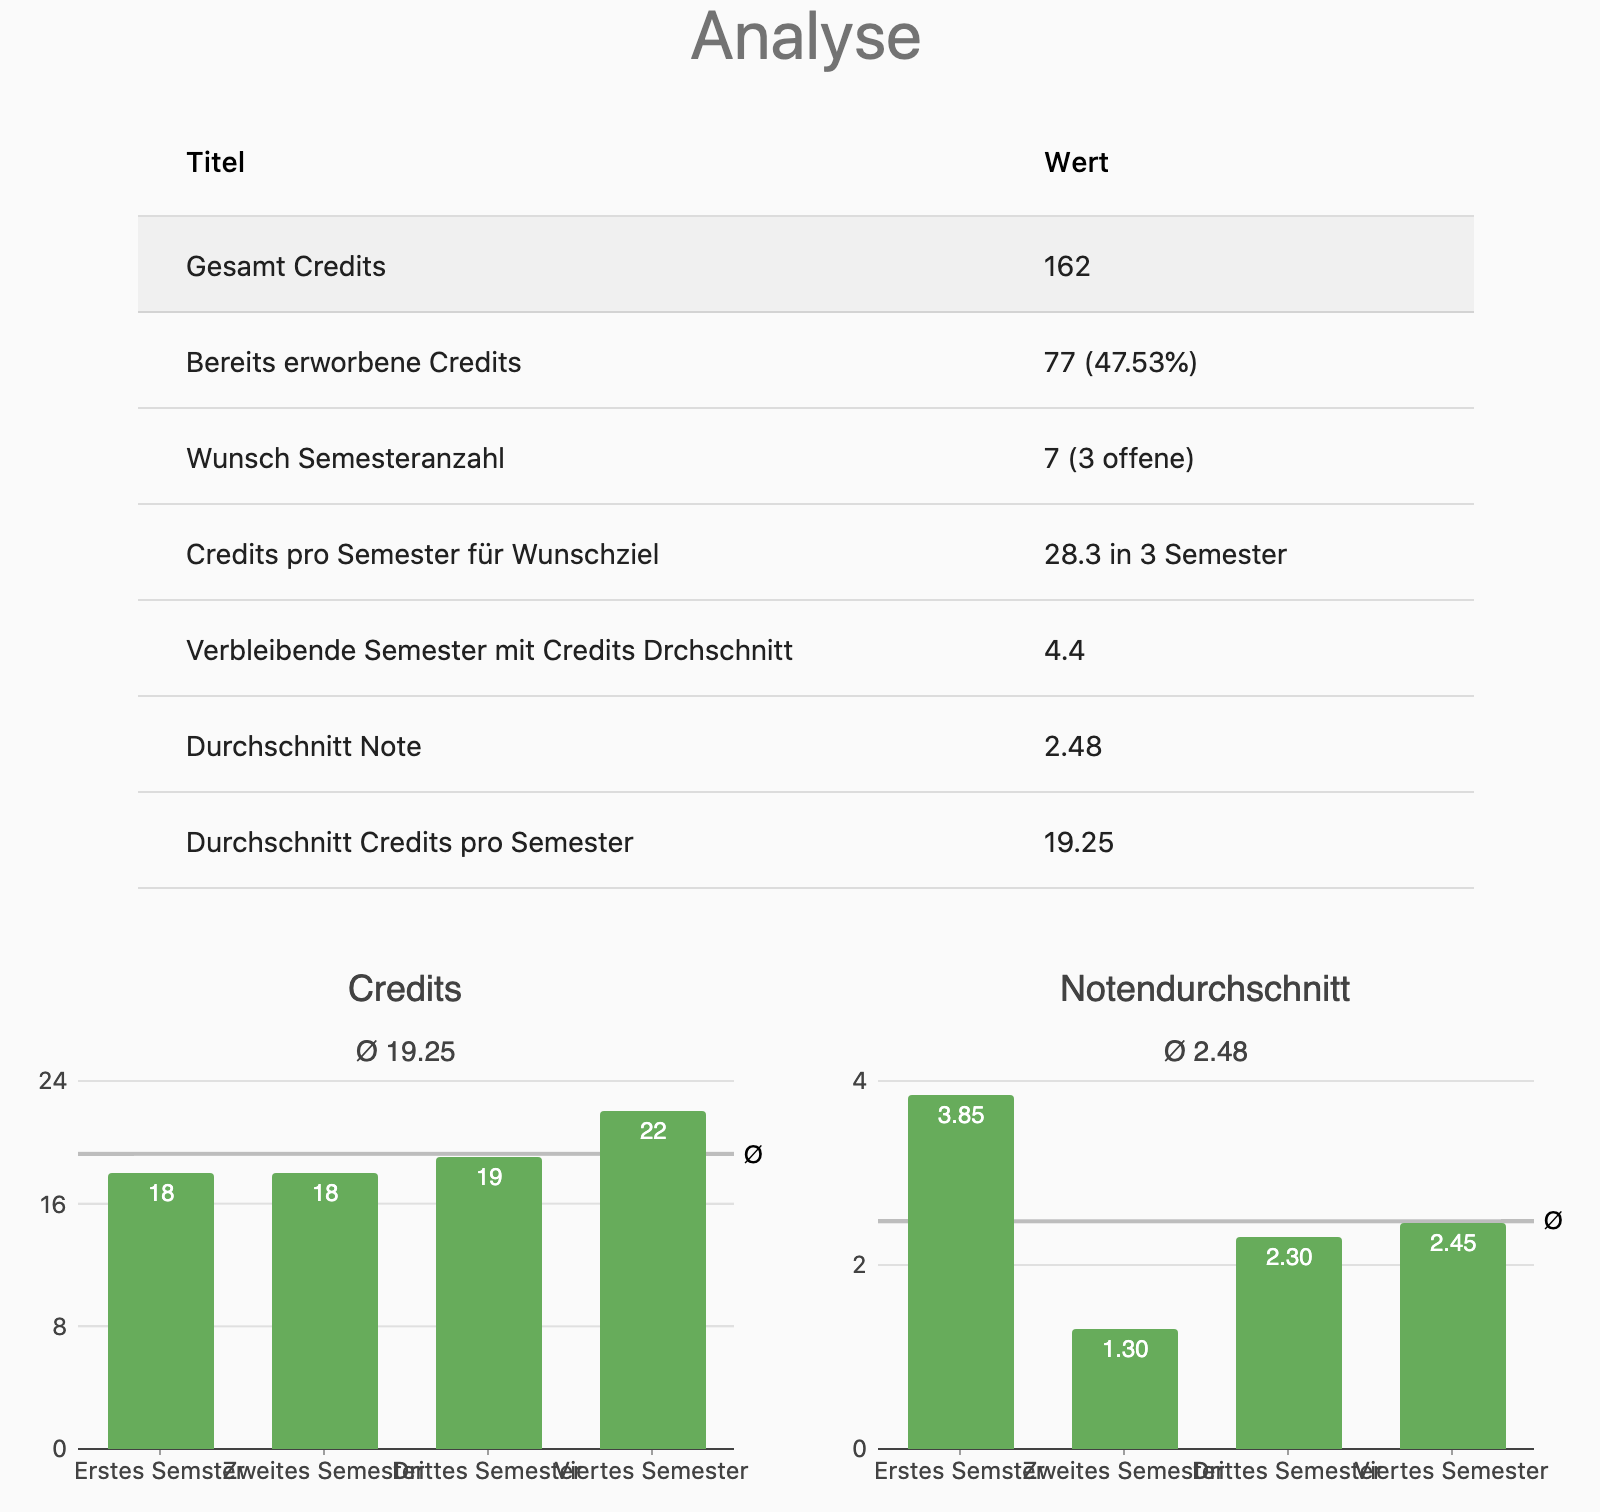 Analyse
Titel Wert
Gesamt Credits 162
Bereits erworbene Credits 77 (47.53%)
Wunsch Semesteranzahl 7 (3 offene)
Credits pro Semester für Wunschziel 28.3 in 3 Semester
Verbleibende Semester mit Credits Drchschnitt 4.4
Durchschnitt Note 2.48
Durchschnitt Credits pro Semester 19.25
Credits
Ø 19.25
24
22
Ø
18
18
19
16
8
0
Erstes Semster Zweites Semester Drittes Semester Viertes Semester
Notendurchschnitt
Ø 2.48
4
3.85
Ø
2.45
2.30
2
1.30
0
Erstes Semster Zweites Semester Drittes Semester Viertes Semester